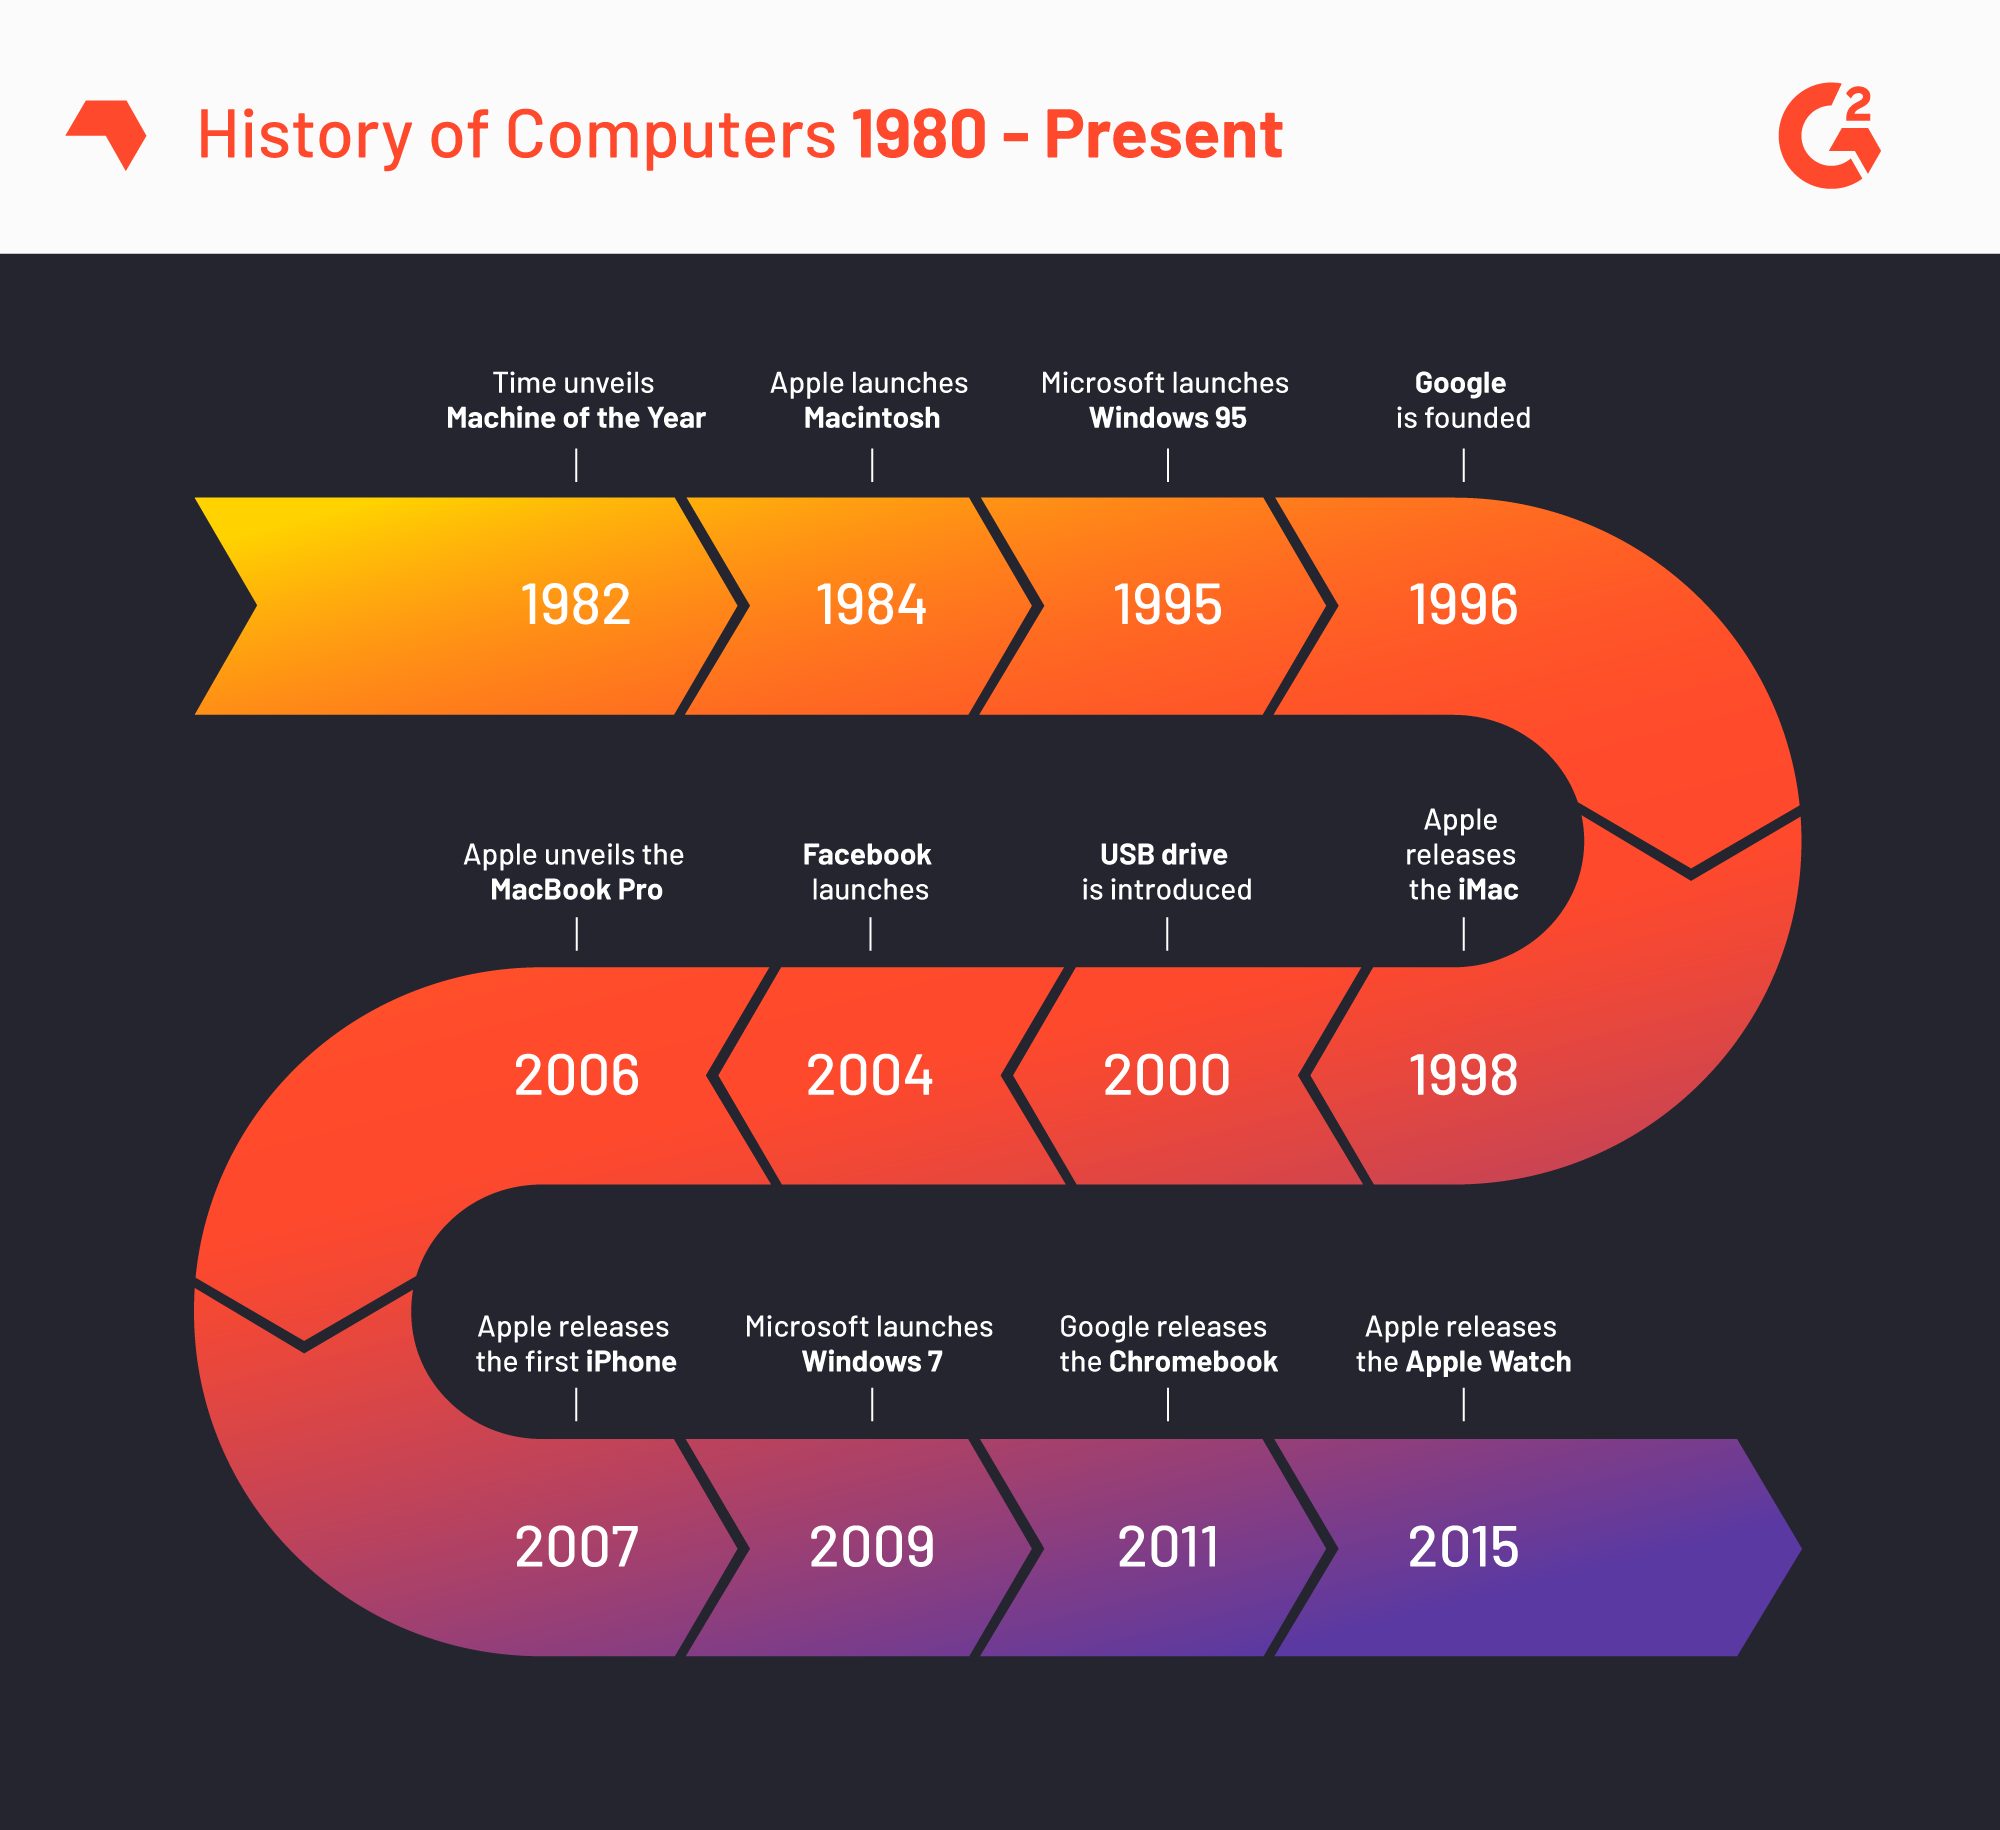 History of Computers 1980 - Present
G2
Time unveils
Machine of the Year
Apple launches
Macintosh
Microsoft launches
Windows 95
Google
is founded
1982
1984
1995
1996
Apple unveils the
MacBook Pro
Facebook
launches
USB drive
is introduced
Apple
releases
the iMac
2006
2004
2000
1998
Apple releases
the first iPhone
Microsoft launches
Windows 7
Google releases
the Chromebook
Apple releases
the Apple Watch
2007
2009
2011
2015